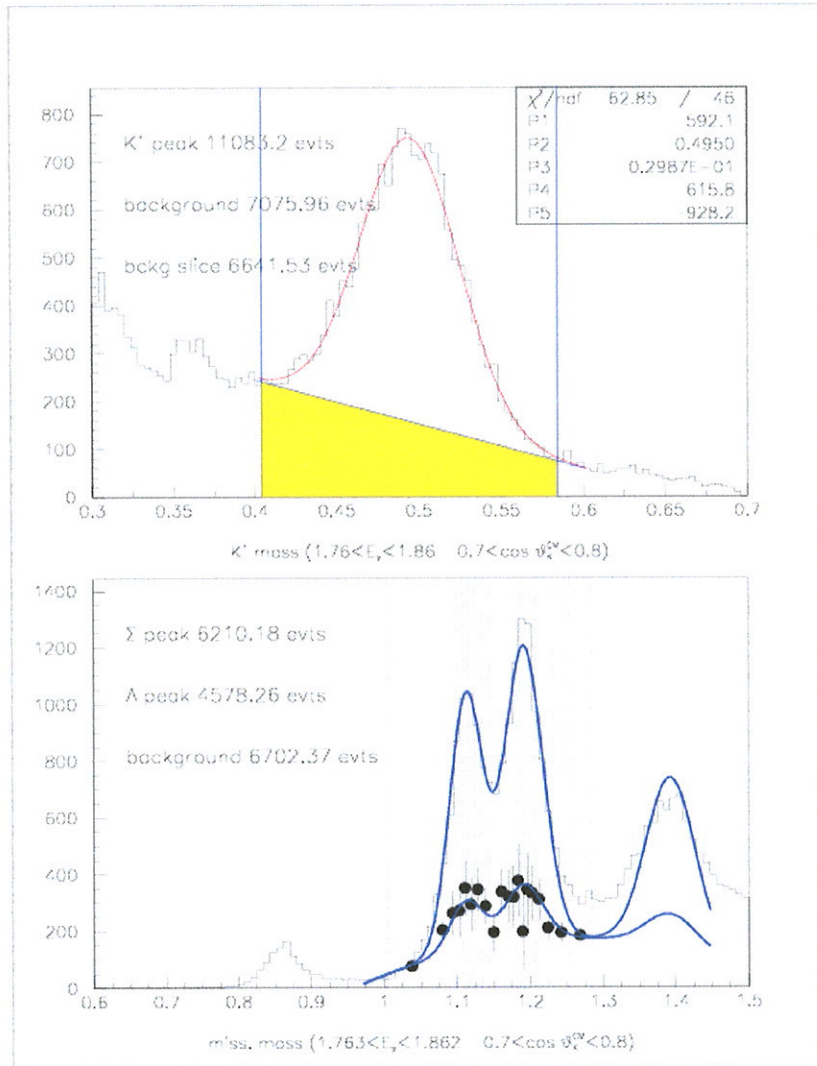 χ²/ndf 62.85 / 46
P1 592.1
P2 0.4950
P3 0.2987E-01
P4 615.8
P5 -928.2
K⁺ peak 11083.2 evts
background 7075.96 evts
bckg slice 6641.53 evts
800
700
600
500
400
300
200
100
0
0.3 0.35 0.4 0.45 0.5 0.55 0.6 0.65 0.7
K⁺ mass (1.76<Eᵧ<1.86 0.7<cos <0.8)
1400
1200
1000
800
600
400
200
0
Σ peak 6210.18 evts
Λ peak 4578.26 evts
background 6702.37 evts
0.6 0.7 0.8 0.9 1 1.1 1.2 1.3 1.4 1.5
miss. mass (1.763<Eᵧ<1.862 0.7<cos <0.8)